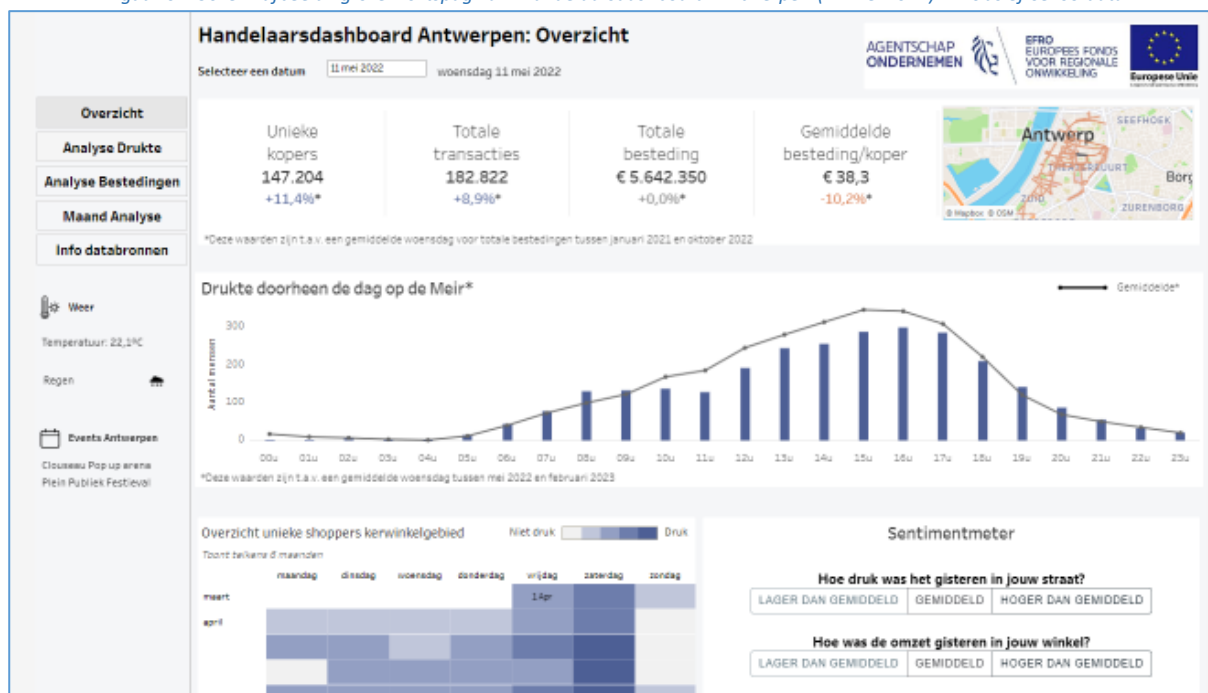 Handelaarsdashboard Antwerpen: Overzicht
Selecteer een datum 11 mei 2022 woensdag 11 mei 2022
AGENTSCHAP
ONDERNEMEN
EFRO
EUROPEES FONDS
VOOR REGIONALE
ONWIKKELING
Europese Unie
Overzicht
Analyse Drukte
Analyse Bestedingen
Maand Analyse
Info databronnen
Weer
Temperatuur: 22,1ºC
Regen
Events Antwerpen
Clouseau Pop up arena
Plein Publiek Festieval
Unieke
kopers
147.204
+11,4%*
Totale
transacties
182.822
+8,9%*
Totale
besteding
€ 5.642.350
+0,0%*
Gemiddelde
besteding/koper
€ 38,3
-10,2%*
Antwerp
SEEFHOEK
ZUID
Bor
ZURENBORG
© Mapbox © OSM
*Deze waarden zijn t.a.v. een gemiddelde woensdag voor totale bestedingen tussen januari 2021 en oktober 2022
Drukte doorheen de dag op de Meir*
Gemiddelde*
Aantal mensen
300
200
100
0
00u 01u 02u 03u 04u 05u 06u 07u 08u 09u 10u 11u 12u 13u 14u 15u 16u 17u 18u 19u 20u 21u 22u 23u
*Deze waarden zijn t.a.v. een gemiddelde woensdag tussen mei 2022 en februari 2023
Overzicht unieke shoppers kernwinkelgebied
Niet druk Druk
Toont telkens 6 maanden
maandag dinsdag woensdag donderdag vrijdag zaterdag zondag
maart 1 Apr
april
Sentimentmeter
Hoe druk was het gisteren in jouw straat?
LAGER DAN GEMIDDELD GEMIDDELD HOGER DAN GEMIDDELD
Hoe was de omzet gisteren in jouw winkel?
LAGER DAN GEMIDDELD GEMIDDELD HOGER DAN GEMIDDELD